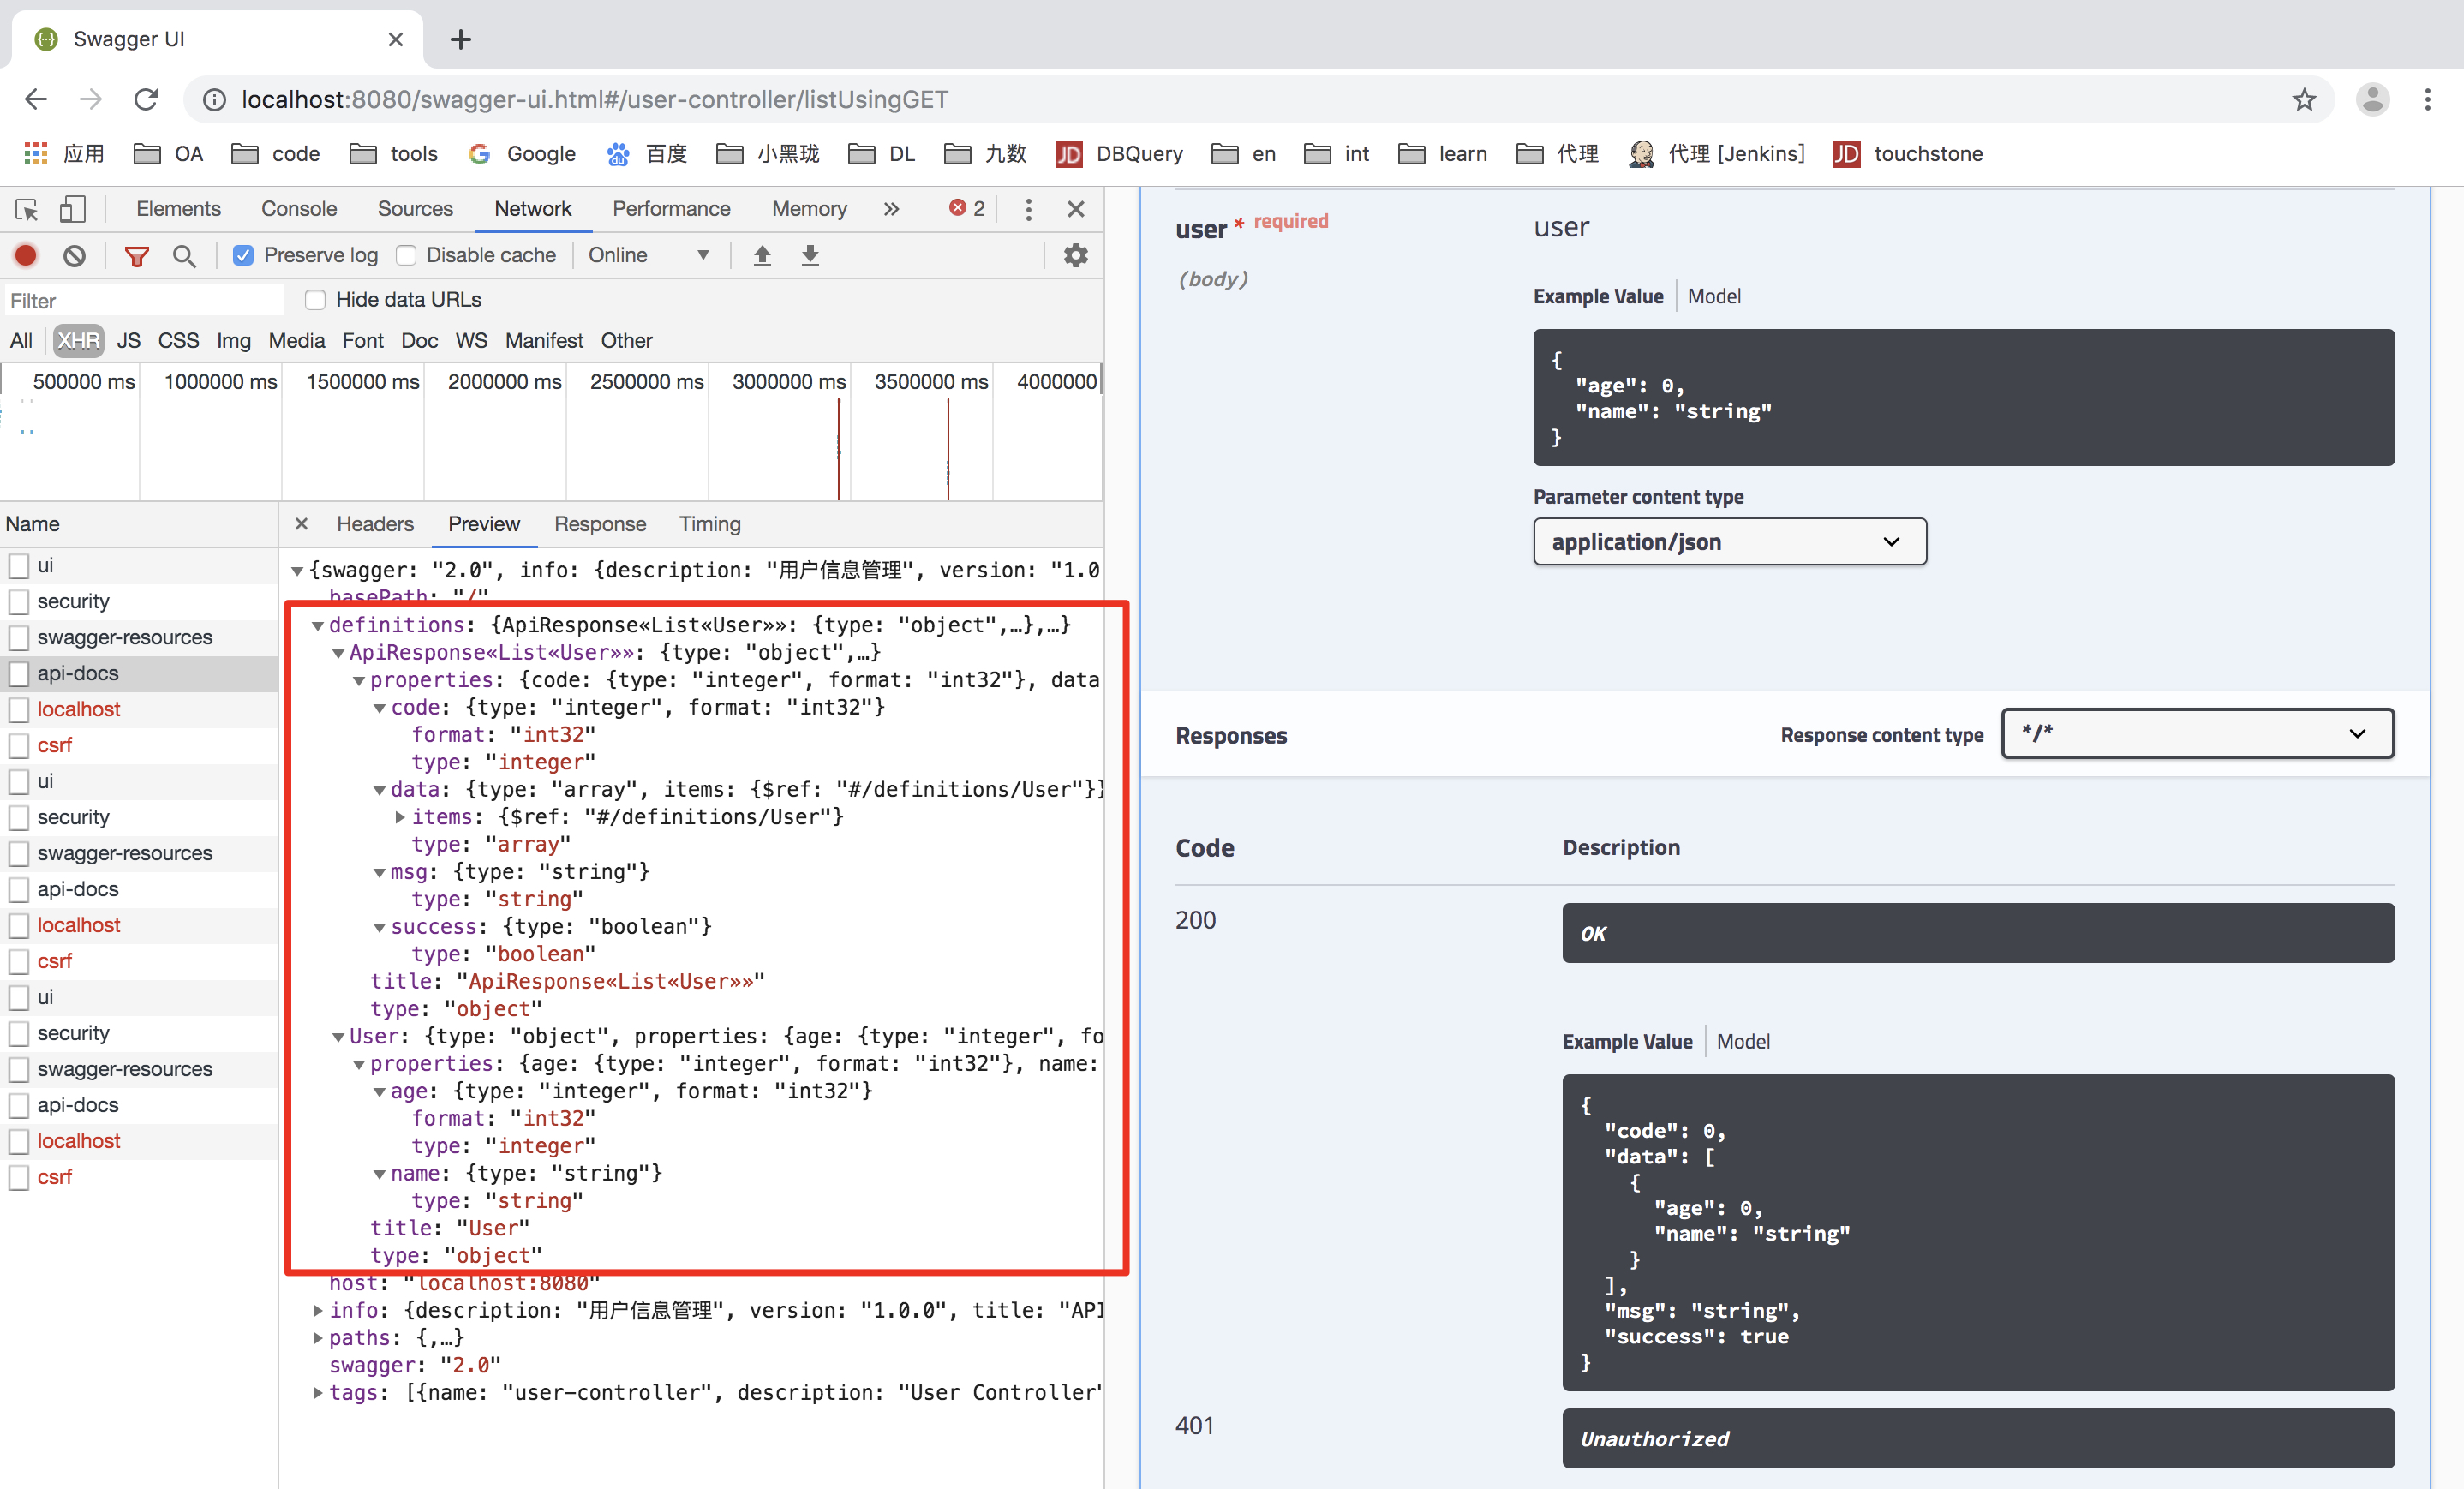 Swagger UI
localhost:8080/swagger-ui.html#/user-controller/listUsingGET
应用 OA code tools Google 百度 小黑珑 DL 九数 DBQuery en int learn 代理 代理 [Jenkins] touchstone
Elements Console Sources Network Performance Memory » 2
Preserve log Disable cache Online
Filter Hide data URLs
All XHR JS CSS Img Media Font Doc WS Manifest Other
500000 ms 1000000 ms 1500000 ms 2000000 ms 2500000 ms 3000000 ms 3500000 ms 4000000
Name
ui
security
swagger-resources
api-docs
localhost
csrf
ui
security
swagger-resources
api-docs
localhost
csrf
ui
security
swagger-resources
api-docs
localhost
csrf
Headers Preview Response Timing
{swagger: "2.0", info: {description: "用户信息管理", version: "1.0
basePath: "/"
definitions: {ApiResponse«List«User»»: {type: "object",…},…}
ApiResponse«List«User»»: {type: "object",…}
properties: {code: {type: "integer", format: "int32"}, data
code: {type: "integer", format: "int32"}
format: "int32"
type: "integer"
data: {type: "array", items: {$ref: "#/definitions/User"}}
items: {$ref: "#/definitions/User"}
type: "array"
msg: {type: "string"}
type: "string"
success: {type: "boolean"}
type: "boolean"
title: "ApiResponse«List«User»»"
type: "object"
User: {type: "object", properties: {age: {type: "integer", fo
properties: {age: {type: "integer", format: "int32"}, name:
age: {type: "integer", format: "int32"}
format: "int32"
type: "integer"
name: {type: "string"}
type: "string"
title: "User"
type: "object"
host: "localhost:8080"
info: {description: "用户信息管理", version: "1.0.0", title: "API
paths: {,…}
swagger: "2.0"
tags: [{name: "user-controller", description: "User Controller"
user * required
(body)
user
Example Value Model
{
"age": 0,
"name": "string"
}
Parameter content type
application/json
Responses Response content type */*
Code Description
200 OK
Example Value Model
{
"code": 0,
"data": [
{
"age": 0,
"name": "string"
}
],
"msg": "string",
"success": true
}
401 Unauthorized